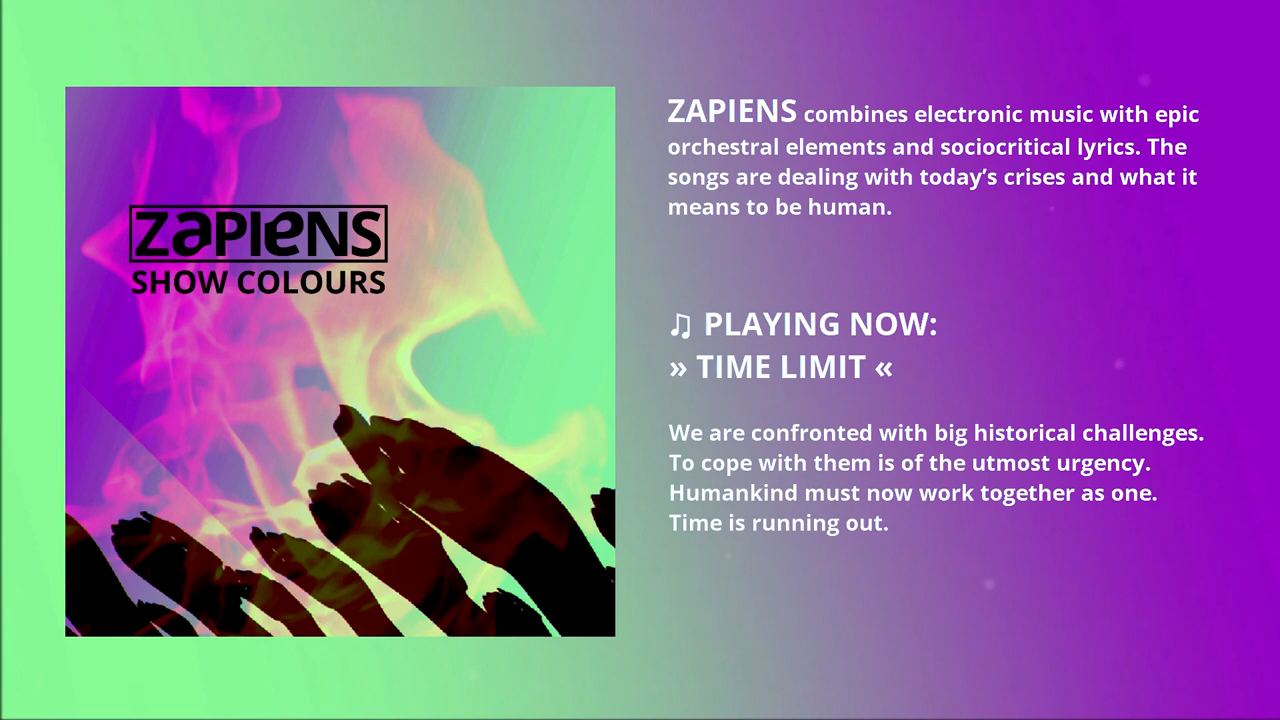 ZAPIENS
SHOW COLOURS
ZAPIENS combines electronic music with epic
orchestral elements and sociocritical lyrics. The
songs are dealing with today’s crises and what it
means to be human.
♫ PLAYING NOW:
» TIME LIMIT «
We are confronted with big historical challenges.
To cope with them is of the utmost urgency.
Humankind must now work together as one.
Time is running out.